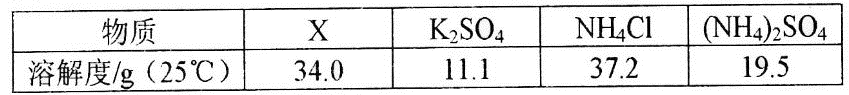 物质 X K₂SO₄ NH₄Cl (NH₄)₂SO₄
溶解度/g（25℃） 34.0 11.1 37.2 19.5